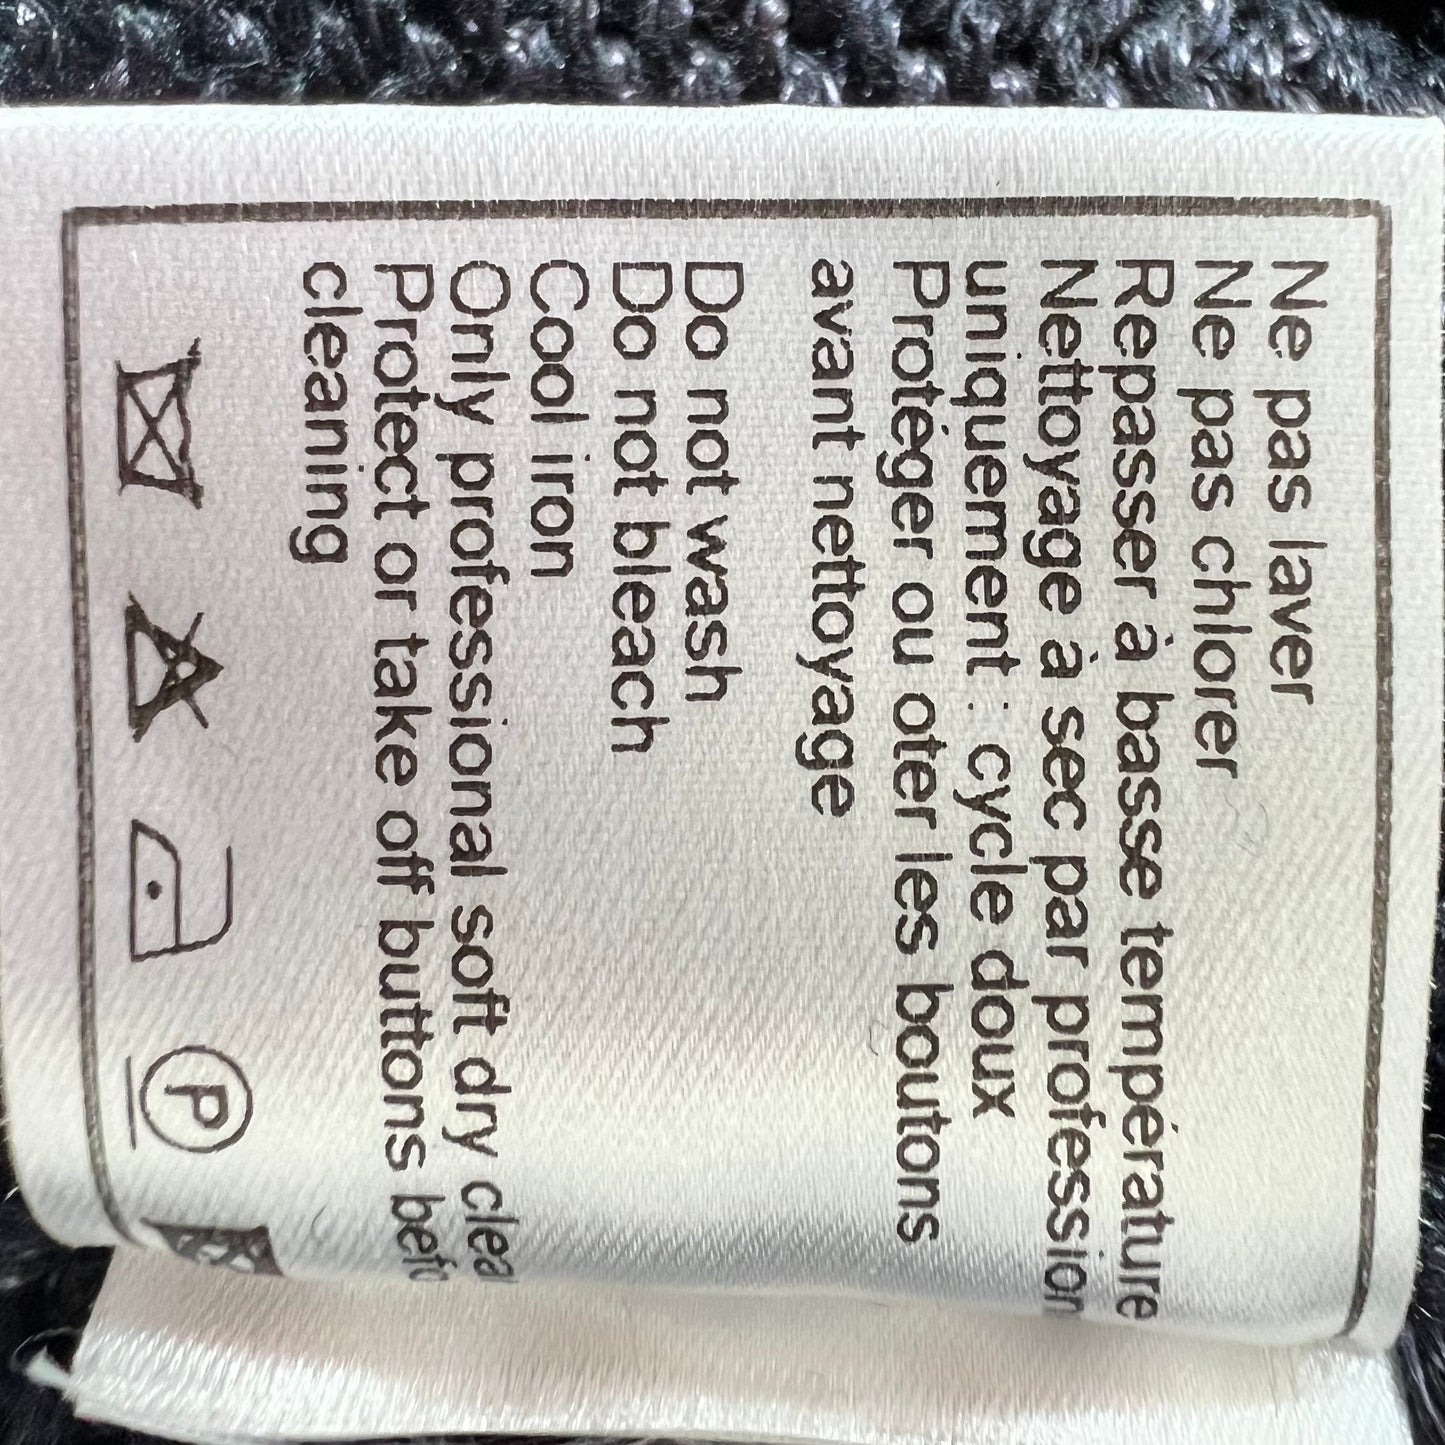 Ne pas laver
Ne pas chlorer
Repasser à basse température
Nettoyage à sec par profession
uniquement : cycle doux
Protéger ou oter les boutons
avant nettoyage
Do not wash
Do not bleach
Cool iron
Only professional soft dry clea
Protect or take off buttons befo
cleaning
P